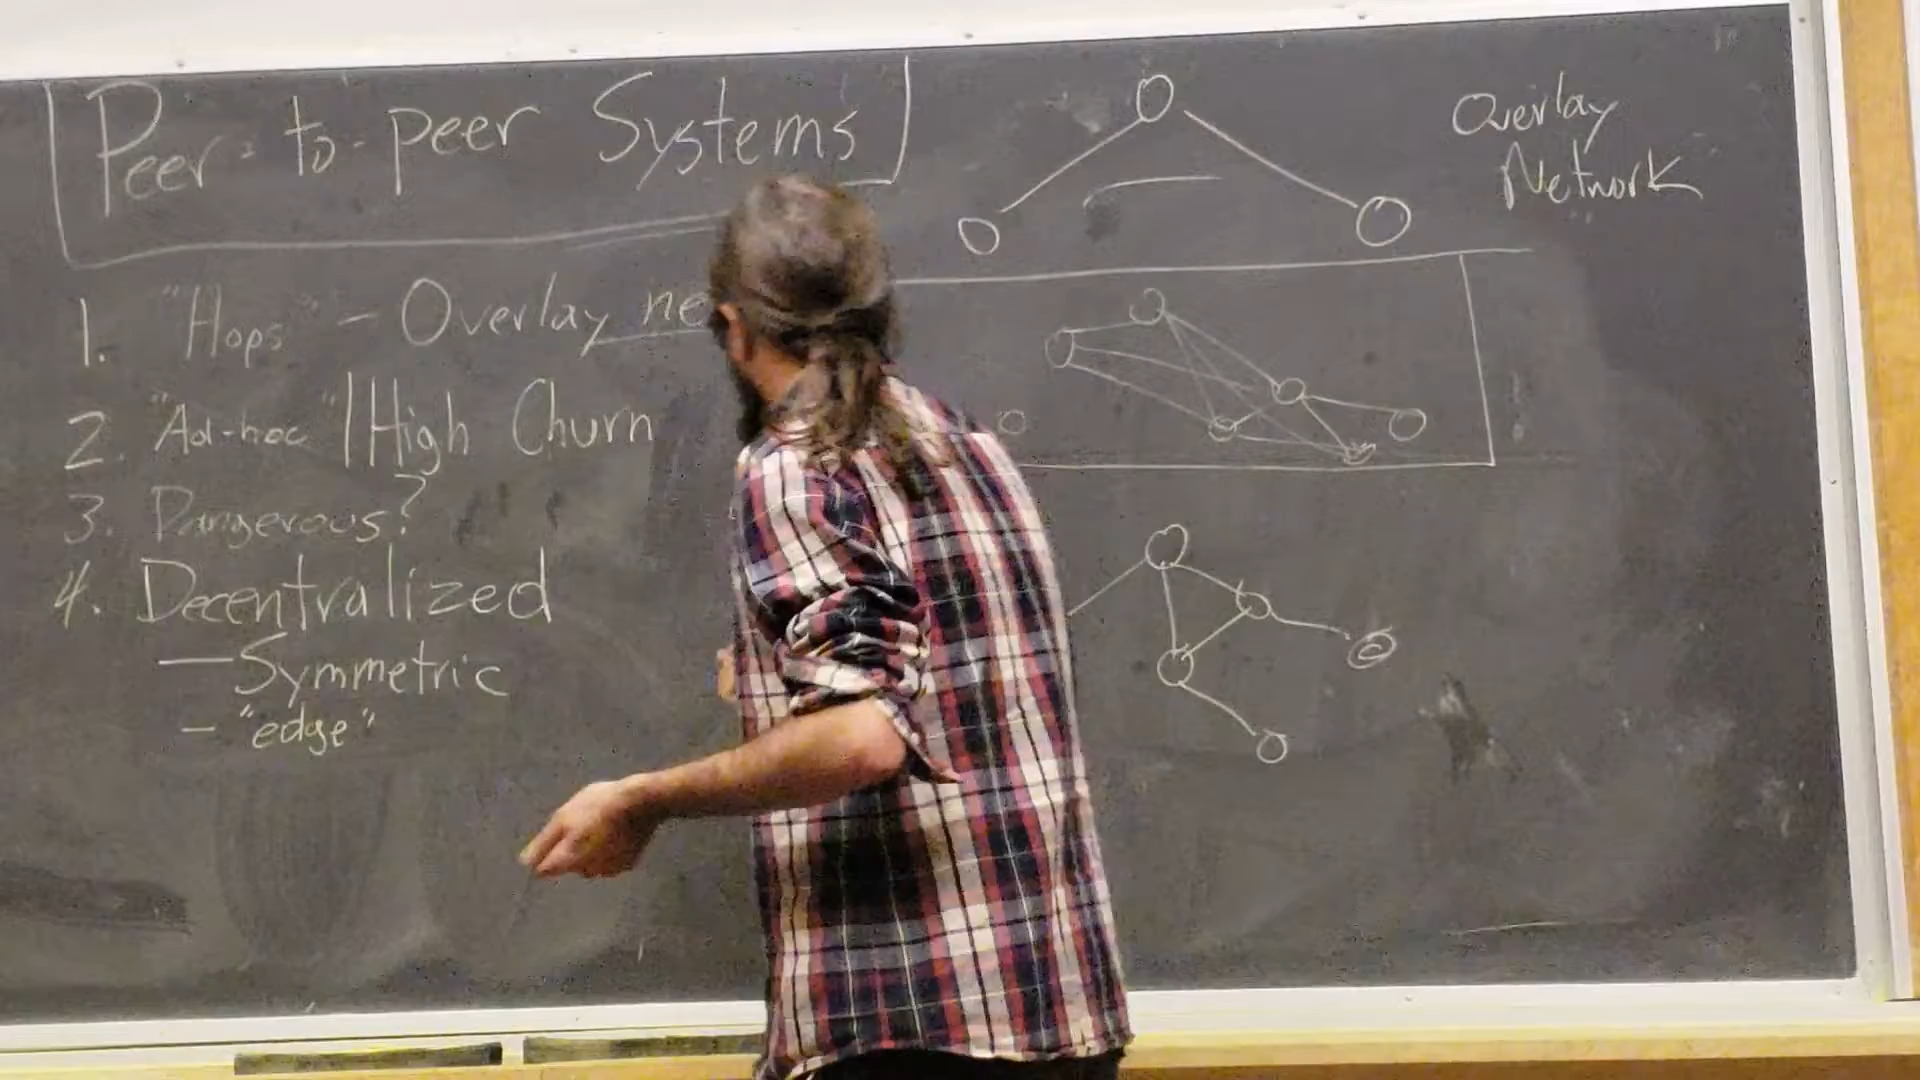 Peer-to-peer Systems
1. "Hops" - Overlay ne
2. "Ad-hoc" / High Churn
3. Dangerous?
4. Decentralized
— Symmetric
- "edge"
Overlay
Network